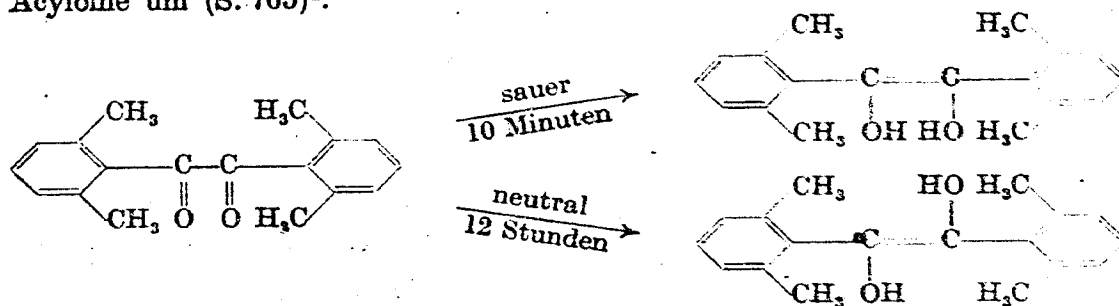 Acyloine um (S. 765)².
CH₃ H₃C
C C
CH₃ O O H₃C
sauer
10 Minuten
neutral
12 Stunden
CH₃ H₃C
C C
CH₃ OH HO H₃C
CH₃ HO H₃C
C C
CH₃ OH H₃C